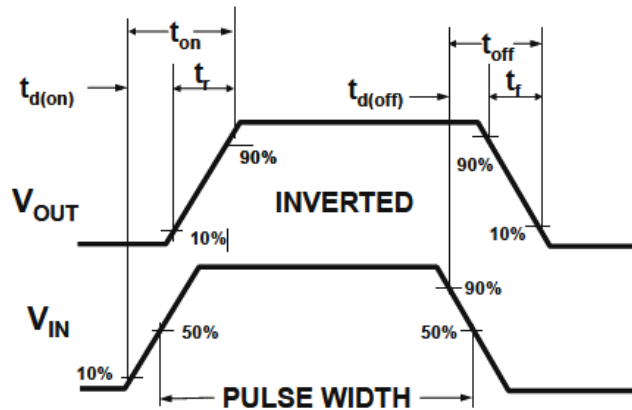 t_on
t_off
t_d(on)
t_r
t_d(off)
t_f
90%
90%
V_OUT
INVERTED
10%
10%
90%
V_IN
50%
50%
10%
PULSE WIDTH